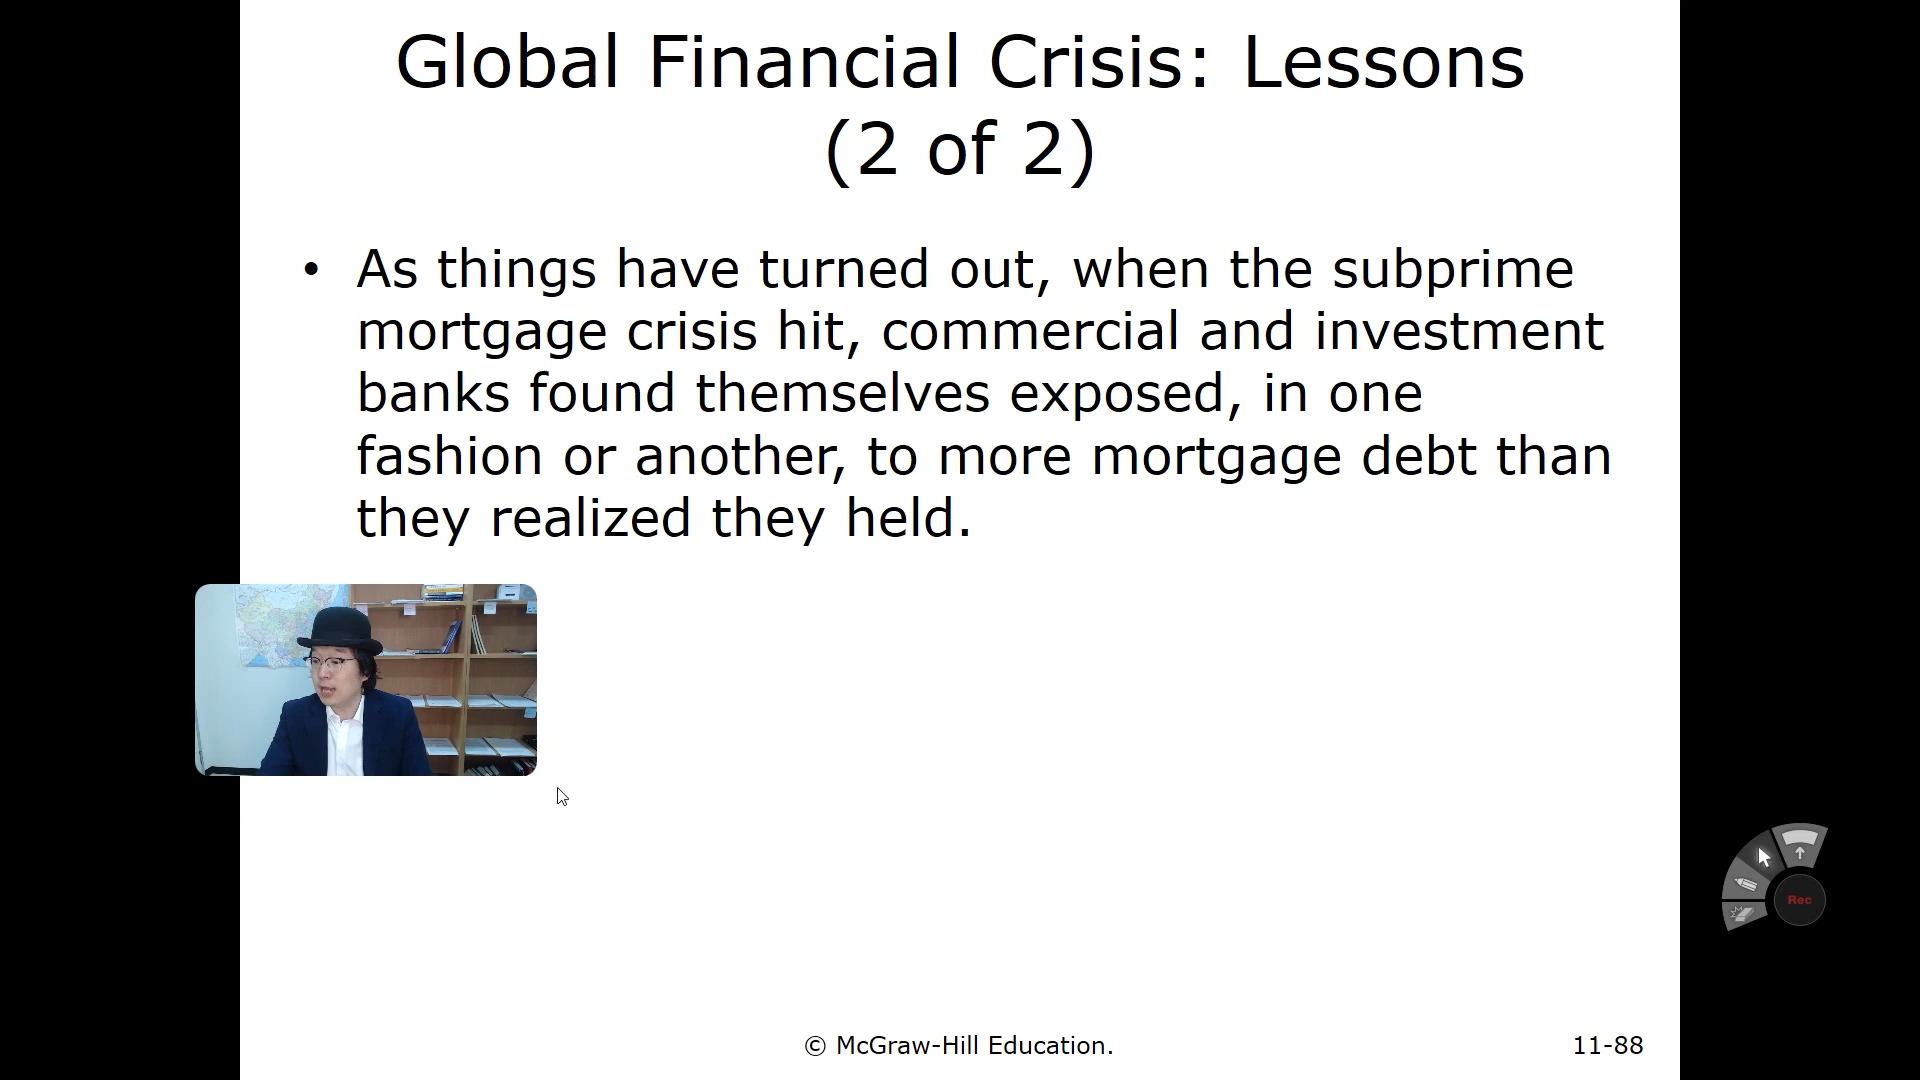 Global Financial Crisis: Lessons
(2 of 2)
• As things have turned out, when the subprime
mortgage crisis hit, commercial and investment
banks found themselves exposed, in one
fashion or another, to more mortgage debt than
they realized they held.
Rec
© McGraw-Hill Education.
11-88